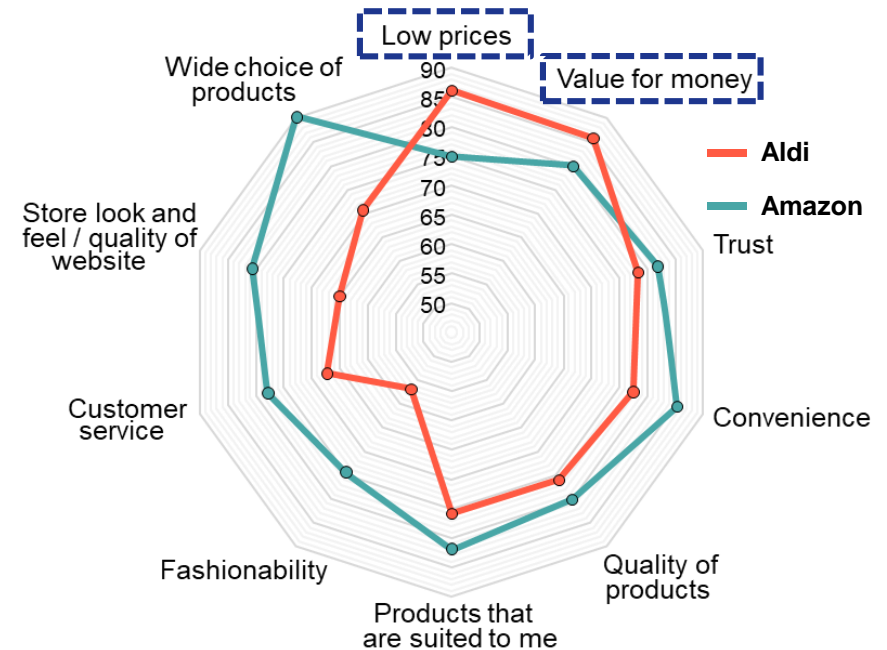 Low prices
Value for money
Wide choice of
products
90
85
80
75
70
65
60
55
50
Aldi
Amazon
Store look and
feel / quality of
website
Trust
Customer
service
Convenience
Fashionability
Quality of
products
Products that
are suited to me